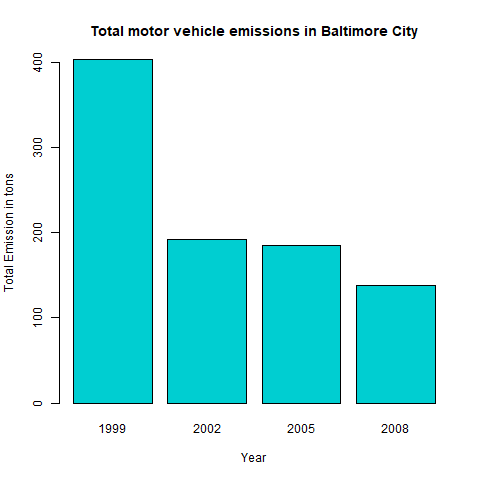 Total motor vehicle emissions in Baltimore City
Total Emission in tons
400
300
200
100
0
1999 2002 2005 2008
Year